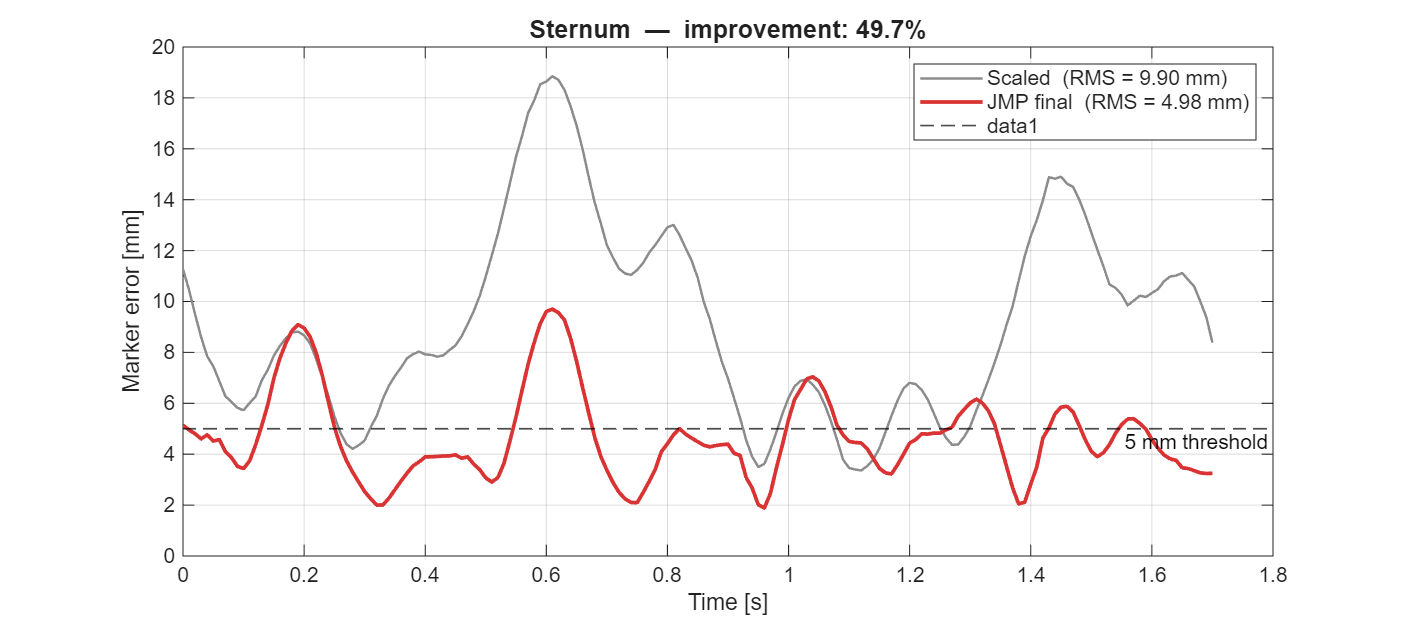 Sternum — improvement: 49.7%
Scaled (RMS = 9.90 mm)
JMP final (RMS = 4.98 mm)
data1
Marker error [mm]
20
18
16
14
12
10
8
6
4
2
0
5 mm threshold
0 0.2 0.4 0.6 0.8 1 1.2 1.4 1.6 1.8
Time [s]